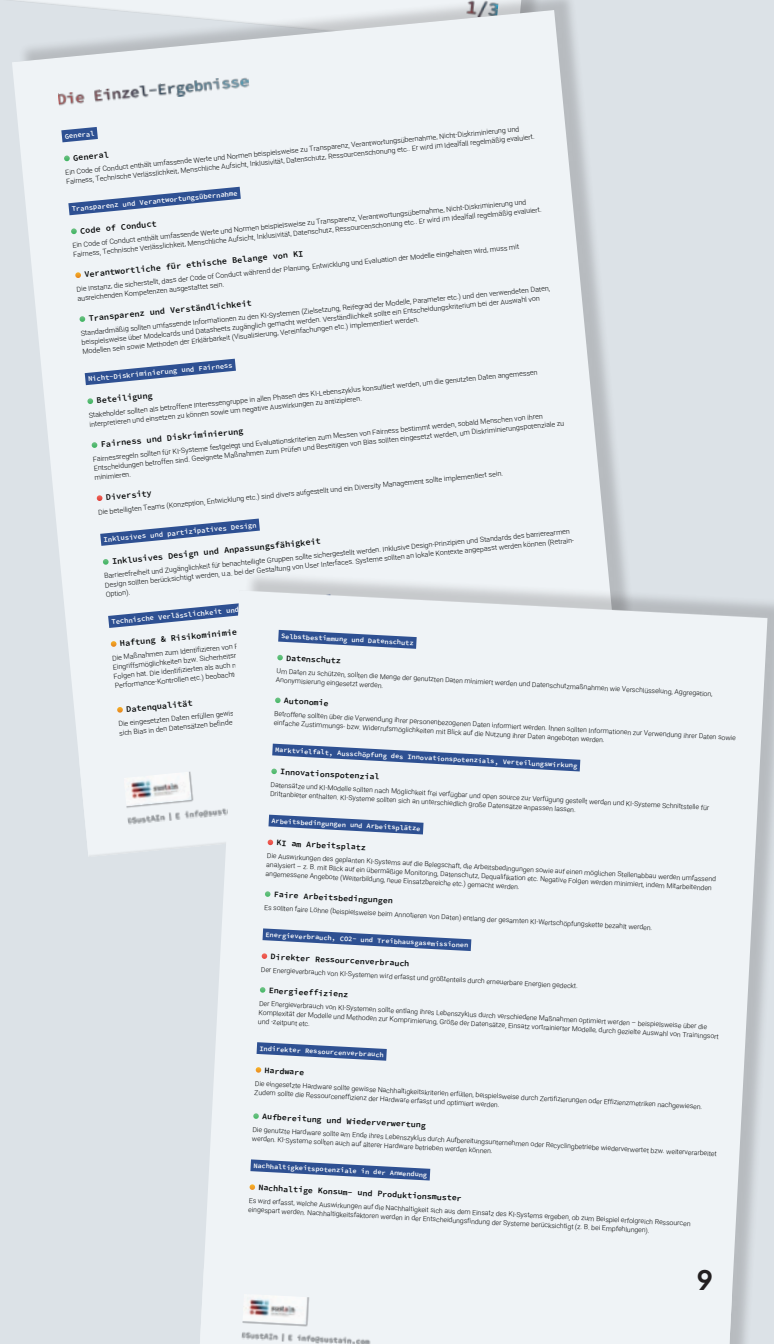 1/3
Die Einzel-Ergebnisse
General
General
Ein Code of Conduct enthält umfassende Werte und Normen beispielsweise zu Transparenz, Verantwortungsübernahme, Nicht-Diskriminierung und
Fairness, Technische Verlässlichkeit, Menschliche Aufsicht, Inklusivität, Datenschutz, Ressourcenschonung etc.. Er wird im Idealfall regelmäßig evaluiert.
Transparenz und Verantwortungsübernahme
Code of Conduct
Ein Code of Conduct enthält umfassende Werte und Normen beispielsweise zu Transparenz, Verantwortungsübernahme, Nicht-Diskriminierung und
Fairness, Technische Verlässlichkeit, Menschliche Aufsicht, Inklusivität, Datenschutz, Ressourcenschonung etc.. Er wird im Idealfall regelmäßig evaluiert.
Verantwortliche für ethische Belange von KI
Die Instanz, die sicherstellt, dass der Code of Conduct während der Planung, Entwicklung und Evaluation der Modelle eingehalten wird, muss mit
ausreichenden Kompetenzen ausgestattet sein.
Transparenz und Verständlichkeit
Standardmäßig sollten umfassende Informationen zu den KI-Systemen (Zielsetzung, Reifegrad der Modelle, Parameter etc.) und den verwendeten Daten,
beispielsweise über Modelcards und Datasheets zugänglich gemacht werden. Verständlichkeit sollte ein Entscheidungskriterium bei der Auswahl von
Modellen sein sowie Methoden der Erklärbarkeit (Visualisierung, Vereinfachungen etc.) implementiert werden.
Nicht-Diskriminierung und Fairness
Beteiligung
Stakeholder sollten als betroffene Interessengruppe in allen Phasen des KI-Lebenszyklus konsultiert werden, um die genutzten Daten angemessen
interpretieren und einsetzen zu können sowie um negative Auswirkungen zu antizipieren.
Fairness und Diskriminierung
Fairnessregeln sollten für KI-Systeme festgelegt und Evaluationskriterien zum Messen von Fairness bestimmt werden, sobald Menschen von ihren
Entscheidungen betroffen sind. Geeignete Maßnahmen zum Prüfen und Beseitigen von Bias sollten eingesetzt werden, um Diskriminierungspotenziale zu
minimieren.
Diversity
Die beteiligten Teams (Konzeption, Entwicklung etc.) sind divers aufgestellt und ein Diversity Management sollte implementiert sein.
Inklusives und partizipatives Design
Inklusives Design und Anpassungsfähigkeit
Barrierefreiheit und Zugänglichkeit für benachteiligte Gruppen sollte sichergestellt werden. Inklusive Design-Prinzipien und Standards des barrierearmen
Design sollten berücksichtigt werden, u.a. bei der Gestaltung von User Interfaces. Systeme sollten an lokale Kontexte angepasst werden können (Retrain-
Option).
Technische Verlässlichkeit und
Haftung & Risikominimie
Die Maßnahmen zum Identifizieren von
Eingriffsmöglichkeiten bzw.
Folgen hat. Die identifizierten als auch
Performance-Kontrollen etc.)
Datenqualität
Die eingesetzten Daten erfüllen
sich Bias in den Datensätzen
sustain
©SustAIn | E info@sust
Selbstbestimmung und Datenschutz
Datenschutz
Um Daten zu schützen, sollten die Menge der genutzten Daten minimiert werden und Datenschutzmaßnahmen wie Verschlüsselung, Aggregation,
Anonymisierung eingesetzt werden.
Autonomie
Betroffene sollten über die Verwendung ihrer personenbezogenen Daten informiert werden. Ihnen sollten Informationen zur Verwendung ihrer Daten sowie
einfache Zustimmungs- bzw. Widerrufsmöglichkeiten mit Blick auf die Nutzung ihrer Daten angeboten werden.
Marktvielfalt, Ausschöpfung des Innovationspotenzials, Verteilungswirkung
Innovationspotenzial
Datensätze und KI-Modelle sollten nach Möglichkeit frei verfügbar und open source zur Verfügung gestellt werden und KI-Systeme Schnittstelle für
Drittanbieter enthalten. KI-Systeme sollten sich an unterschiedlich große Datensätze anpassen lassen.
Arbeitsbedingungen und Arbeitsplätze
KI am Arbeitsplatz
Die Auswirkungen des geplanten KI-Systems auf die Belegschaft, die Arbeitsbedingungen sowie auf einen möglichen Stellenabbau werden umfassend
analysiert – z. B. mit Blick auf ein übermäßige Monitoring, Datenschutz, Dequalifikation etc. Negative Folgen werden minimiert, indem Mitarbeitenden
angemessene Angebote (Weiterbildung, neue Einsatzbereiche etc.) gemacht werden.
Faire Arbeitsbedingungen
Es sollten faire Löhne (beispielsweise beim Annotieren von Daten) entlang der gesamten KI-Wertschöpfungskette bezahlt werden.
Energieverbrauch, CO2- und Treibhausgasemissionen
Direkter Ressourcenverbrauch
Der Energieverbrauch von KI-Systemen wird erfasst und größtenteils durch erneuerbare Energien gedeckt.
Energieeffizienz
Der Energieverbrauch von KI-Systemen sollte entlang ihres Lebenszyklus durch verschiedene Maßnahmen optimiert werden – beispielsweise über die
Komplexität der Modelle und Methoden zur Komprimierung, Größe der Datensätze, Einsatz vortrainierter Modelle, durch gezielte Auswahl von Trainingsort
und -zeitpunt etc.
Indirekter Ressourcenverbrauch
Hardware
Die eingesetzte Hardware sollte gewisse Nachhaltigkeitskriterien erfüllen, beispielsweise durch Zertifizierungen oder Effizienzmetriken nachgewiesen.
Zudem sollte die Ressourceneffizienz der Hardware erfasst und optimiert werden.
Aufbereitung und Wiederverwertung
Die genutzte Hardware sollte am Ende ihres Lebenszyklus durch Aufbereitungsunternehmen oder Recyclingbetriebe wiederverwertet bzw. weiterverarbeitet
werden. KI-Systeme sollten auch auf älterer Hardware betrieben werden können.
Nachhaltigkeitspotenziale in der Anwendung
Nachhaltige Konsum- und Produktionsmuster
Es wird erfasst, welche Auswirkungen auf die Nachhaltigkeit sich aus dem Einsatz des KI-Systems ergeben, ob zum Beispiel erfolgreich Ressourcen
eingespart werden. Nachhaltigkeitsfaktoren werden in der Entscheidungsfindung der Systeme berücksichtigt (z. B. bei Empfehlungen).
9
sustain
©SustAIn | E info@sustain.com